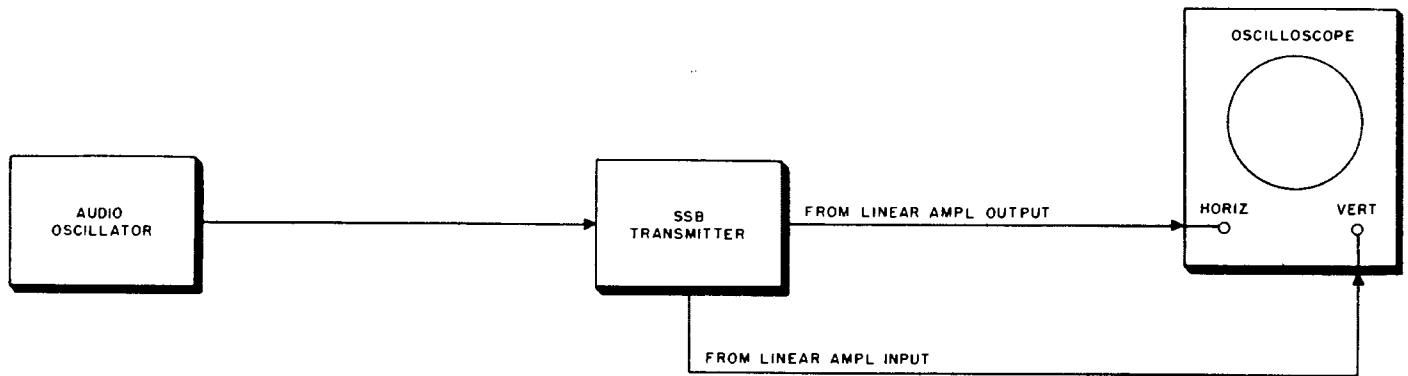 OSCILLOSCOPE
AUDIO
OSCILLATOR
SSB
TRANSMITTER
FROM LINEAR AMPL OUTPUT
HORIZ
VERT
FROM LINEAR AMPL INPUT